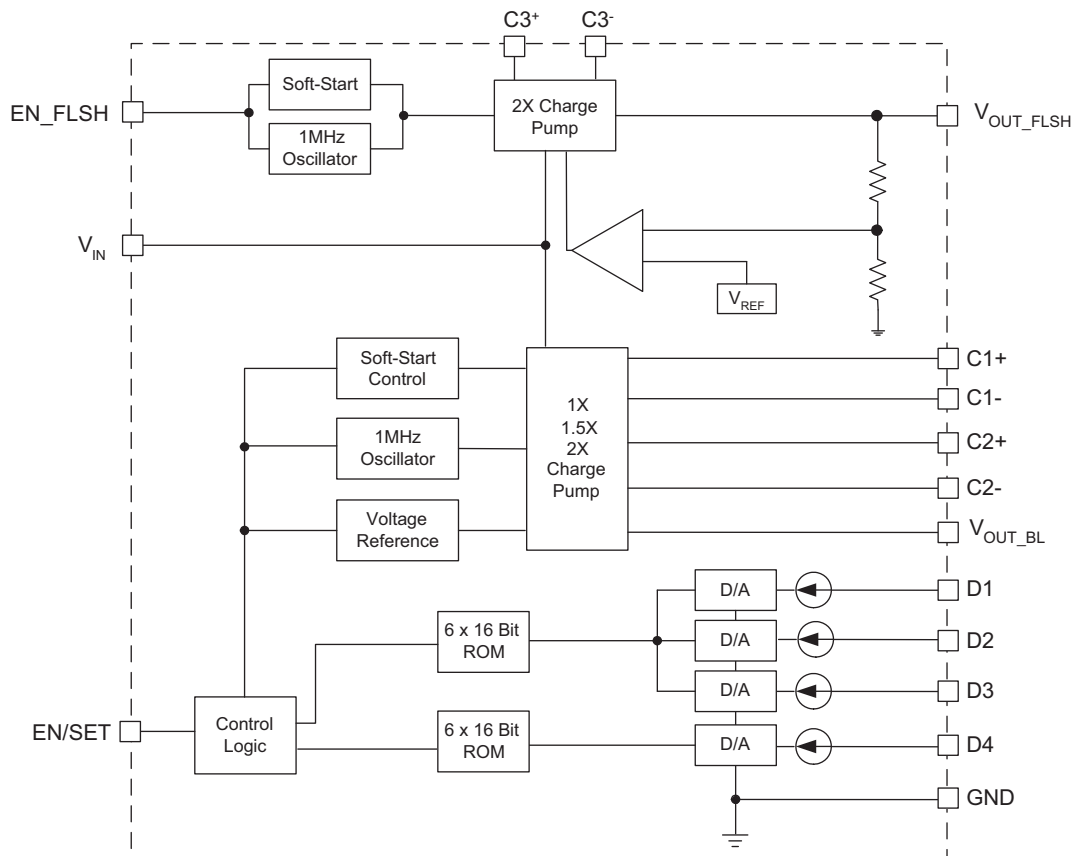 C3+ C3-
EN_FLSH
Soft-Start
1MHz
Oscillator
2X Charge
Pump
VOUT_FLSH
VIN
VREF
Soft-Start
Control
1MHz
Oscillator
Voltage
Reference
1X
1.5X
2X
Charge
Pump
C1+
C1-
C2+
C2-
VOUT_BL
D/A
D1
D/A
D2
D/A
D3
D/A
D4
6 x 16 Bit
ROM
6 x 16 Bit
ROM
EN/SET
Control
Logic
GND